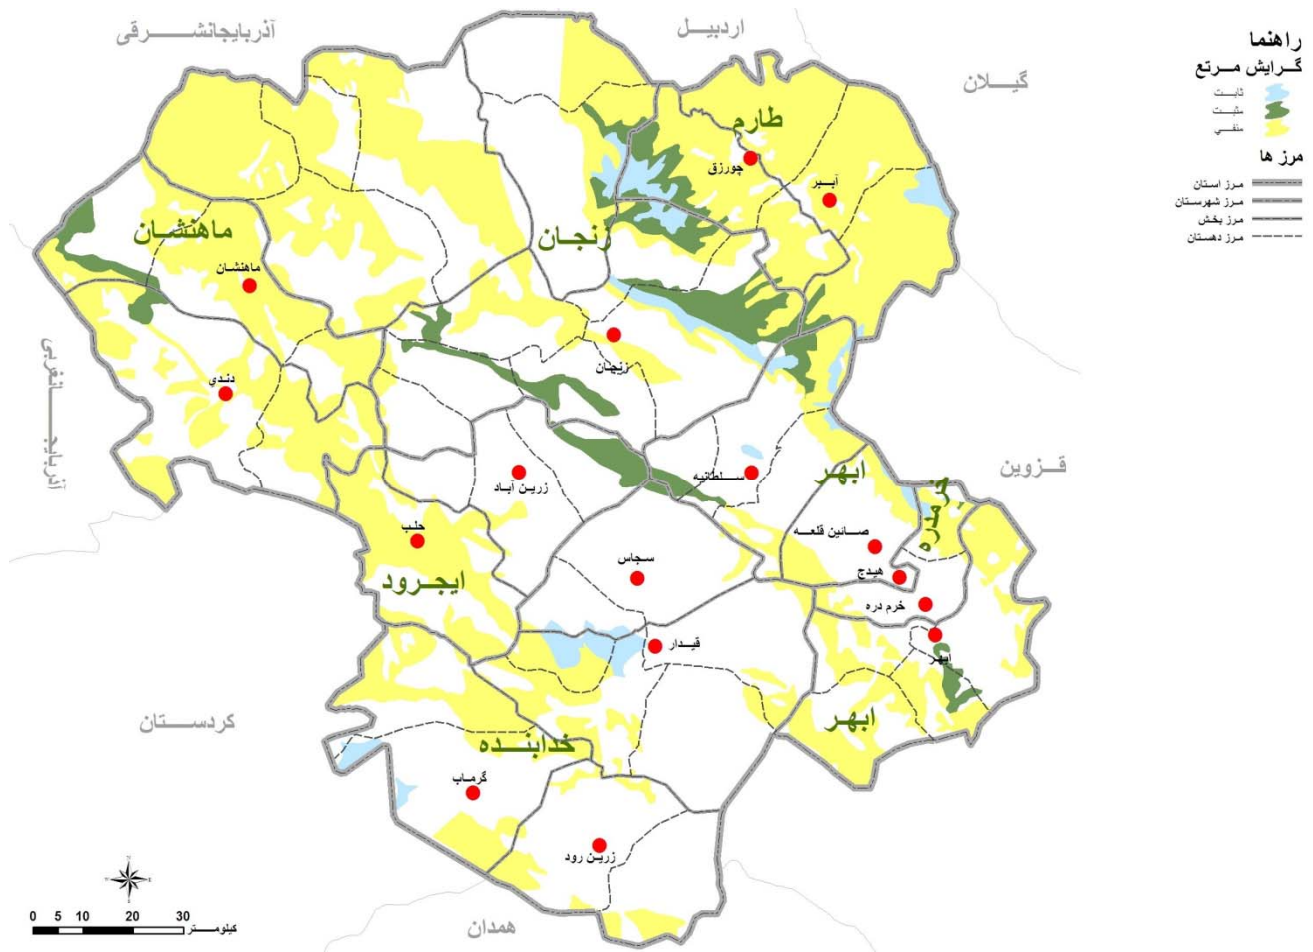 آذربایجانشرقی
اردبیل
گیلان
راهنما
گرایش مرتع
ثابت
مثبت
منفي
مرز ها
مرز استان
مرز شهرستان
مرز بخش
مرز دهستان
طارم
چورزق
آببر
ماهنشان
زنجان
ماهنشان
زنجان
آذربایجانغربی
دندي
ابهر
سلطانیه
قزوین
زرین آباد
خرمدره
حلب
صائین قلعه
سجاس
هیدج
ایجرود
خرم دره
قیدار
ابهر
کردستان
ابهر
خدابنده
گرماب
زرین رود
0 5 10 20 30
کیلومتر
همدان